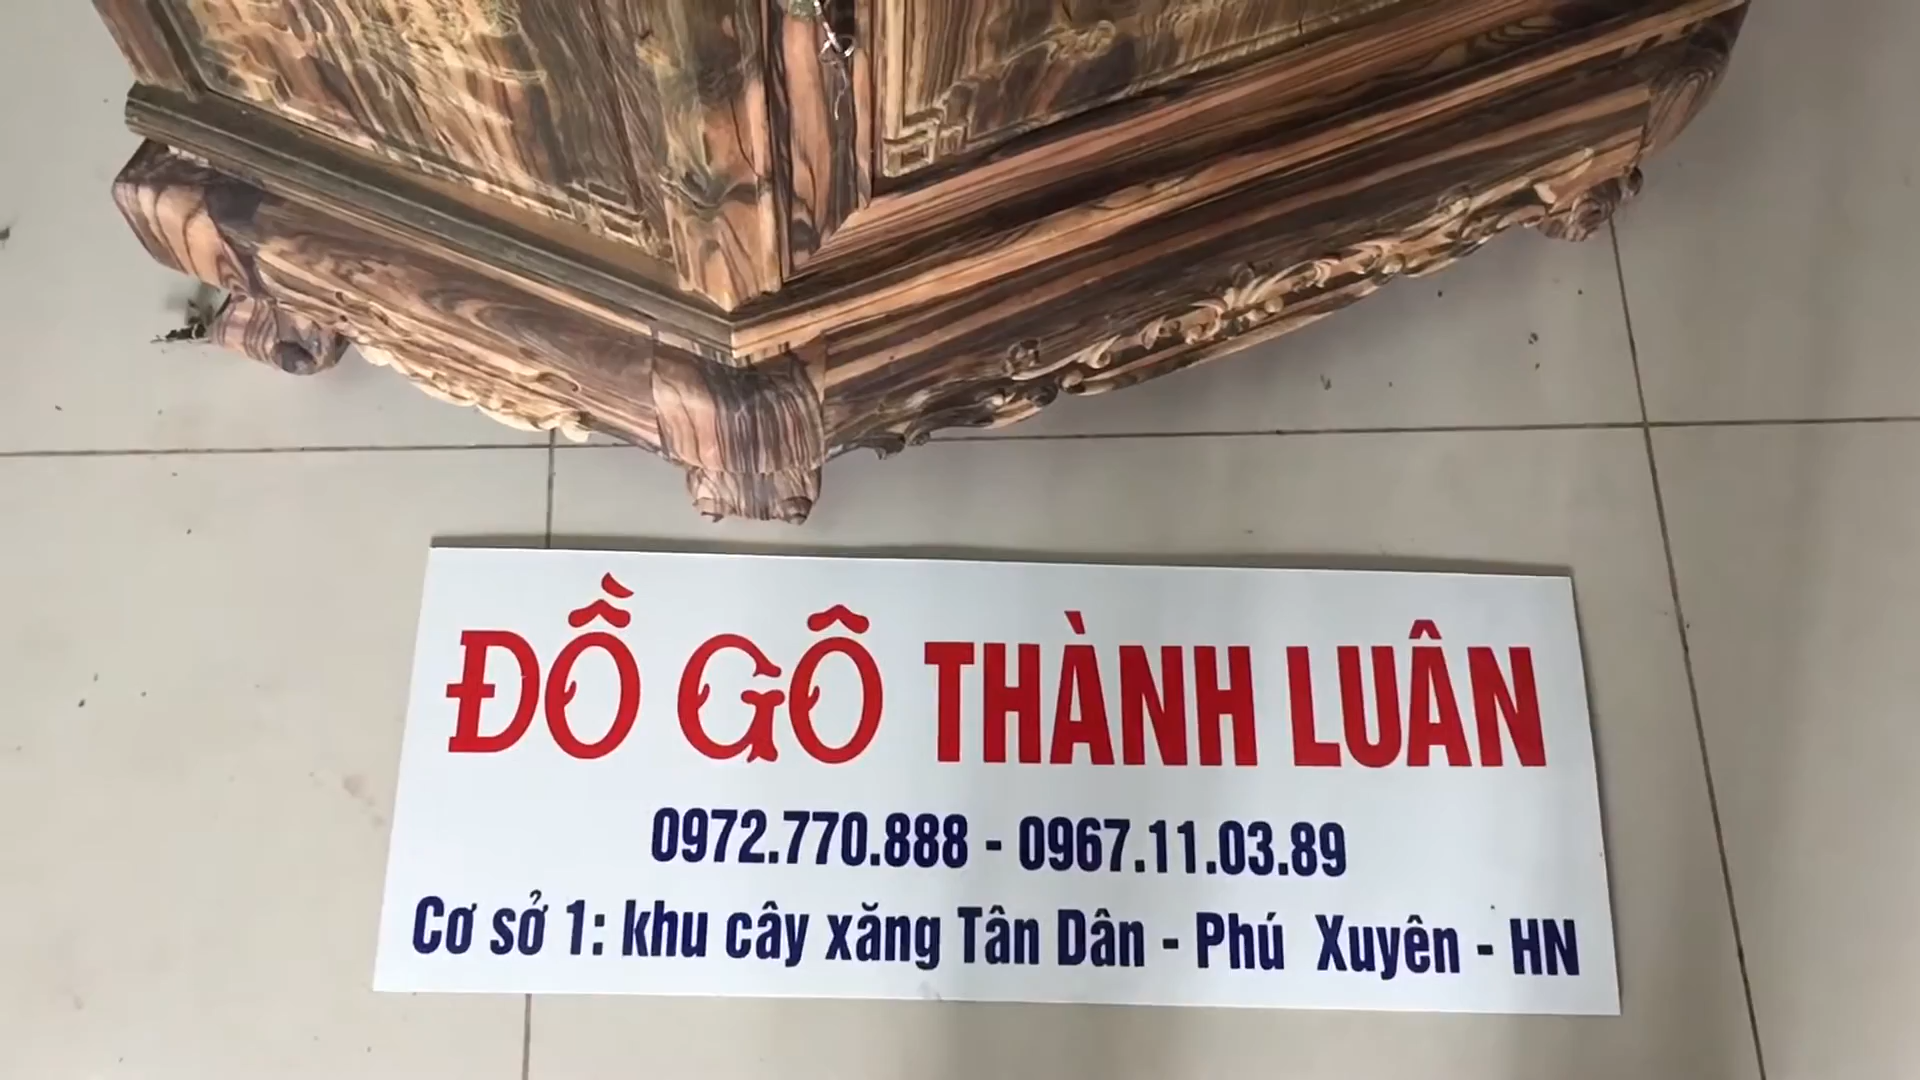 ĐỒ GÔ THÀNH LUÂN
0972.770.888 - 0967.11.03.89
Cơ sở 1: khu cây xăng Tân Dân - Phú Xuyên - HN